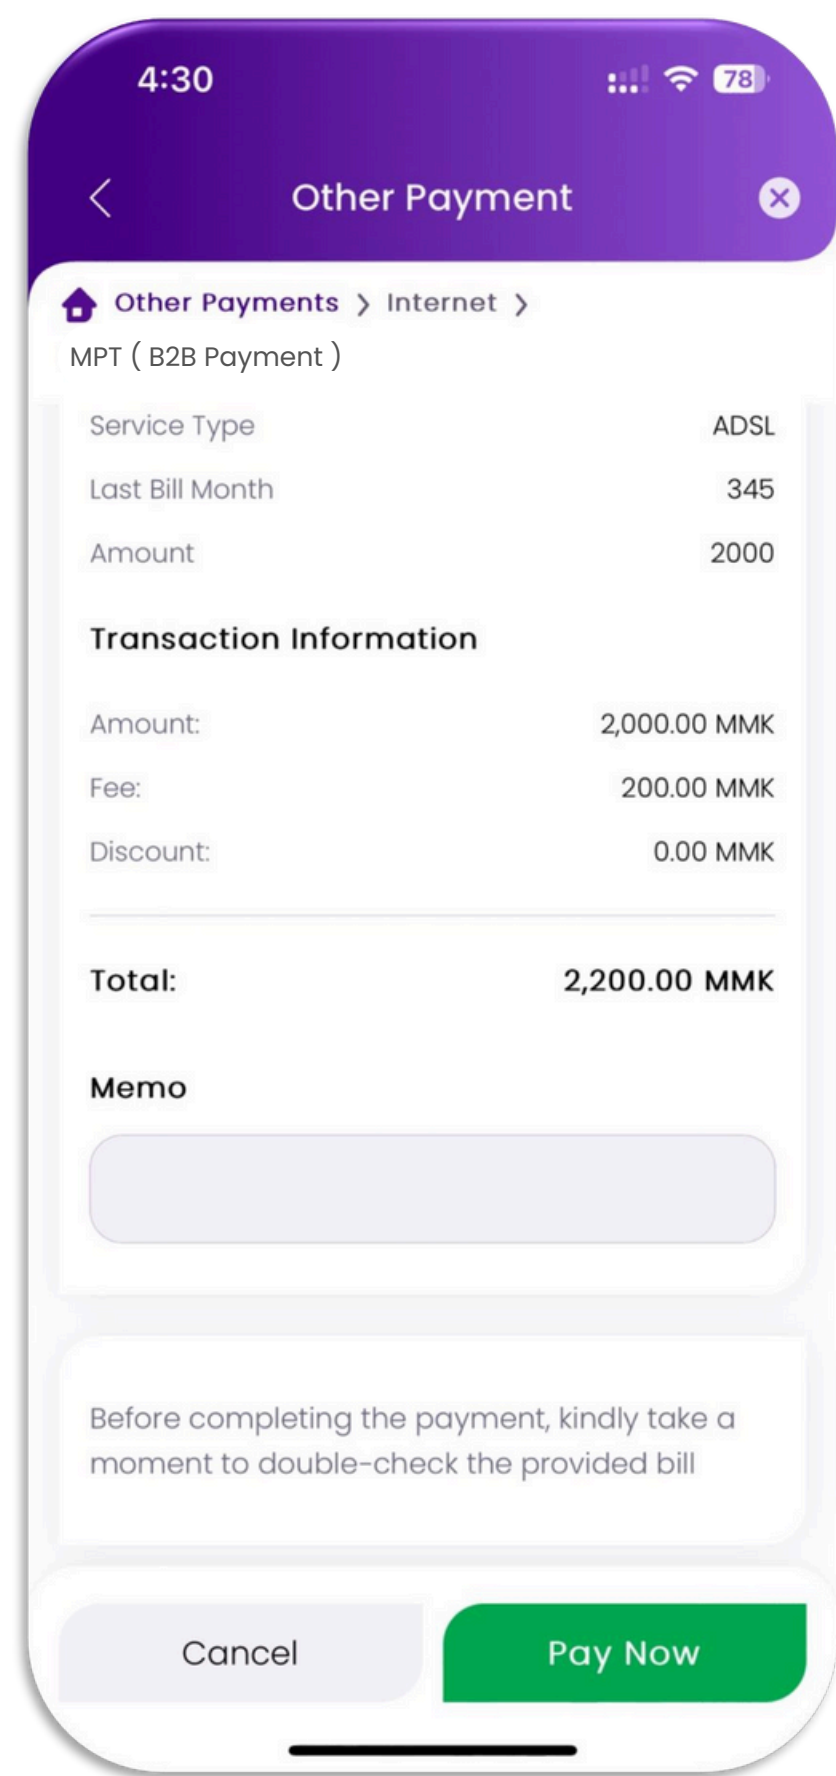 4:30
78
Other Payment
Other Payments > Internet >
MPT ( B2B Payment )
Service Type ADSL
Last Bill Month 345
Amount 2000
Transaction Information
Amount: 2,000.00 MMK
Fee: 200.00 MMK
Discount: 0.00 MMK
Total: 2,200.00 MMK
Memo
Before completing the payment, kindly take a
moment to double-check the provided bill
Cancel Pay Now